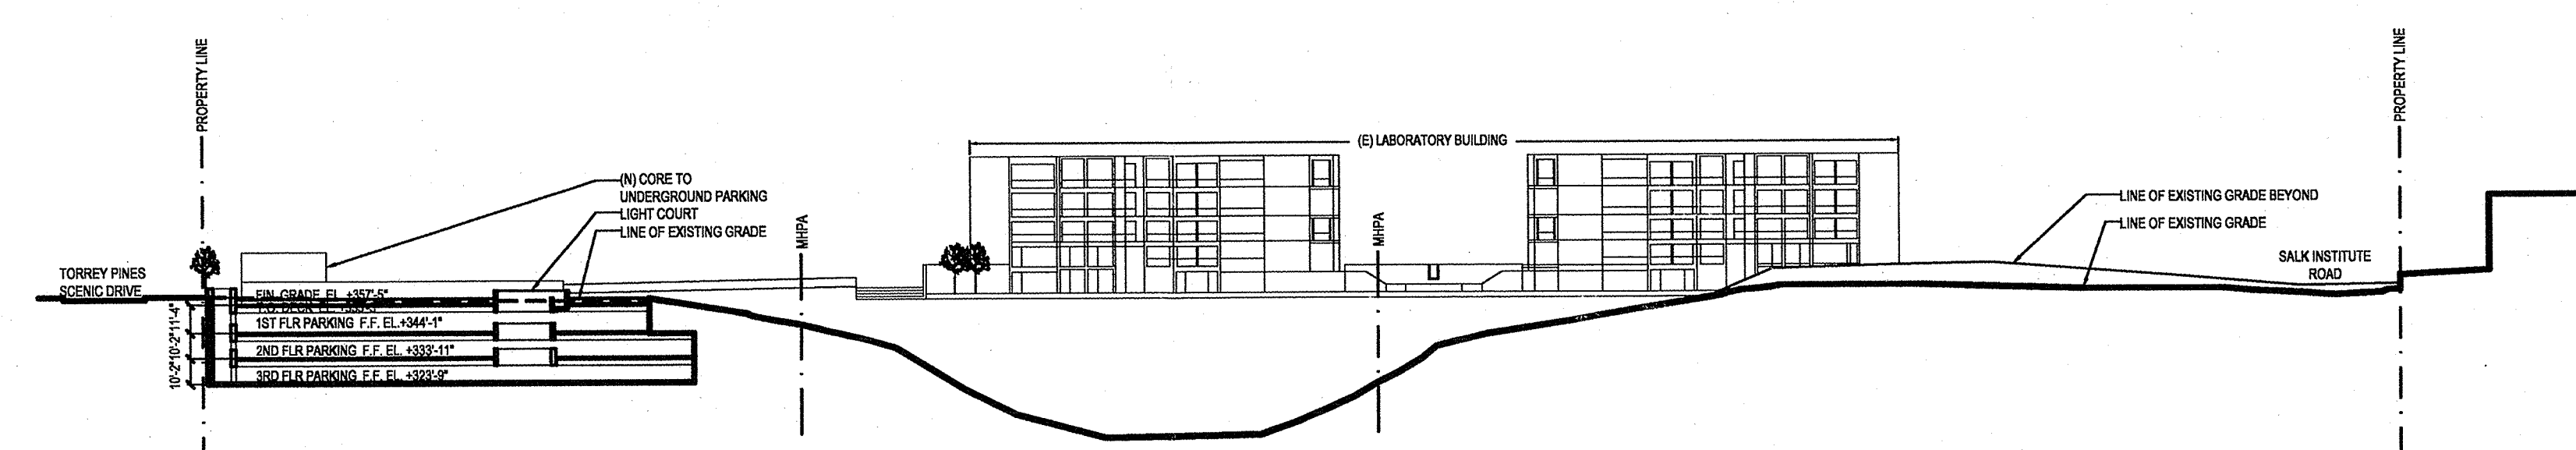 PROPERTY LINE
PROPERTY LINE
(E) LABORATORY BUILDING
(N) CORE TO
UNDERGROUND PARKING
LIGHT COURT
LINE OF EXISTING GRADE
MHPA
MHPA
LINE OF EXISTING GRADE BEYOND
LINE OF EXISTING GRADE
SALK INSTITUTE
ROAD
TORREY PINES
SCENIC DRIVE
FIN. GRADE EL. +357'-5"
T.O. DECK EL.
1ST FLR PARKING F.F. EL.+344'-1"
2ND FLR PARKING F.F. EL. +333'-11"
3RD FLR PARKING F.F. EL. +323'-9"
10'-2" 10'-2" 11'-4"